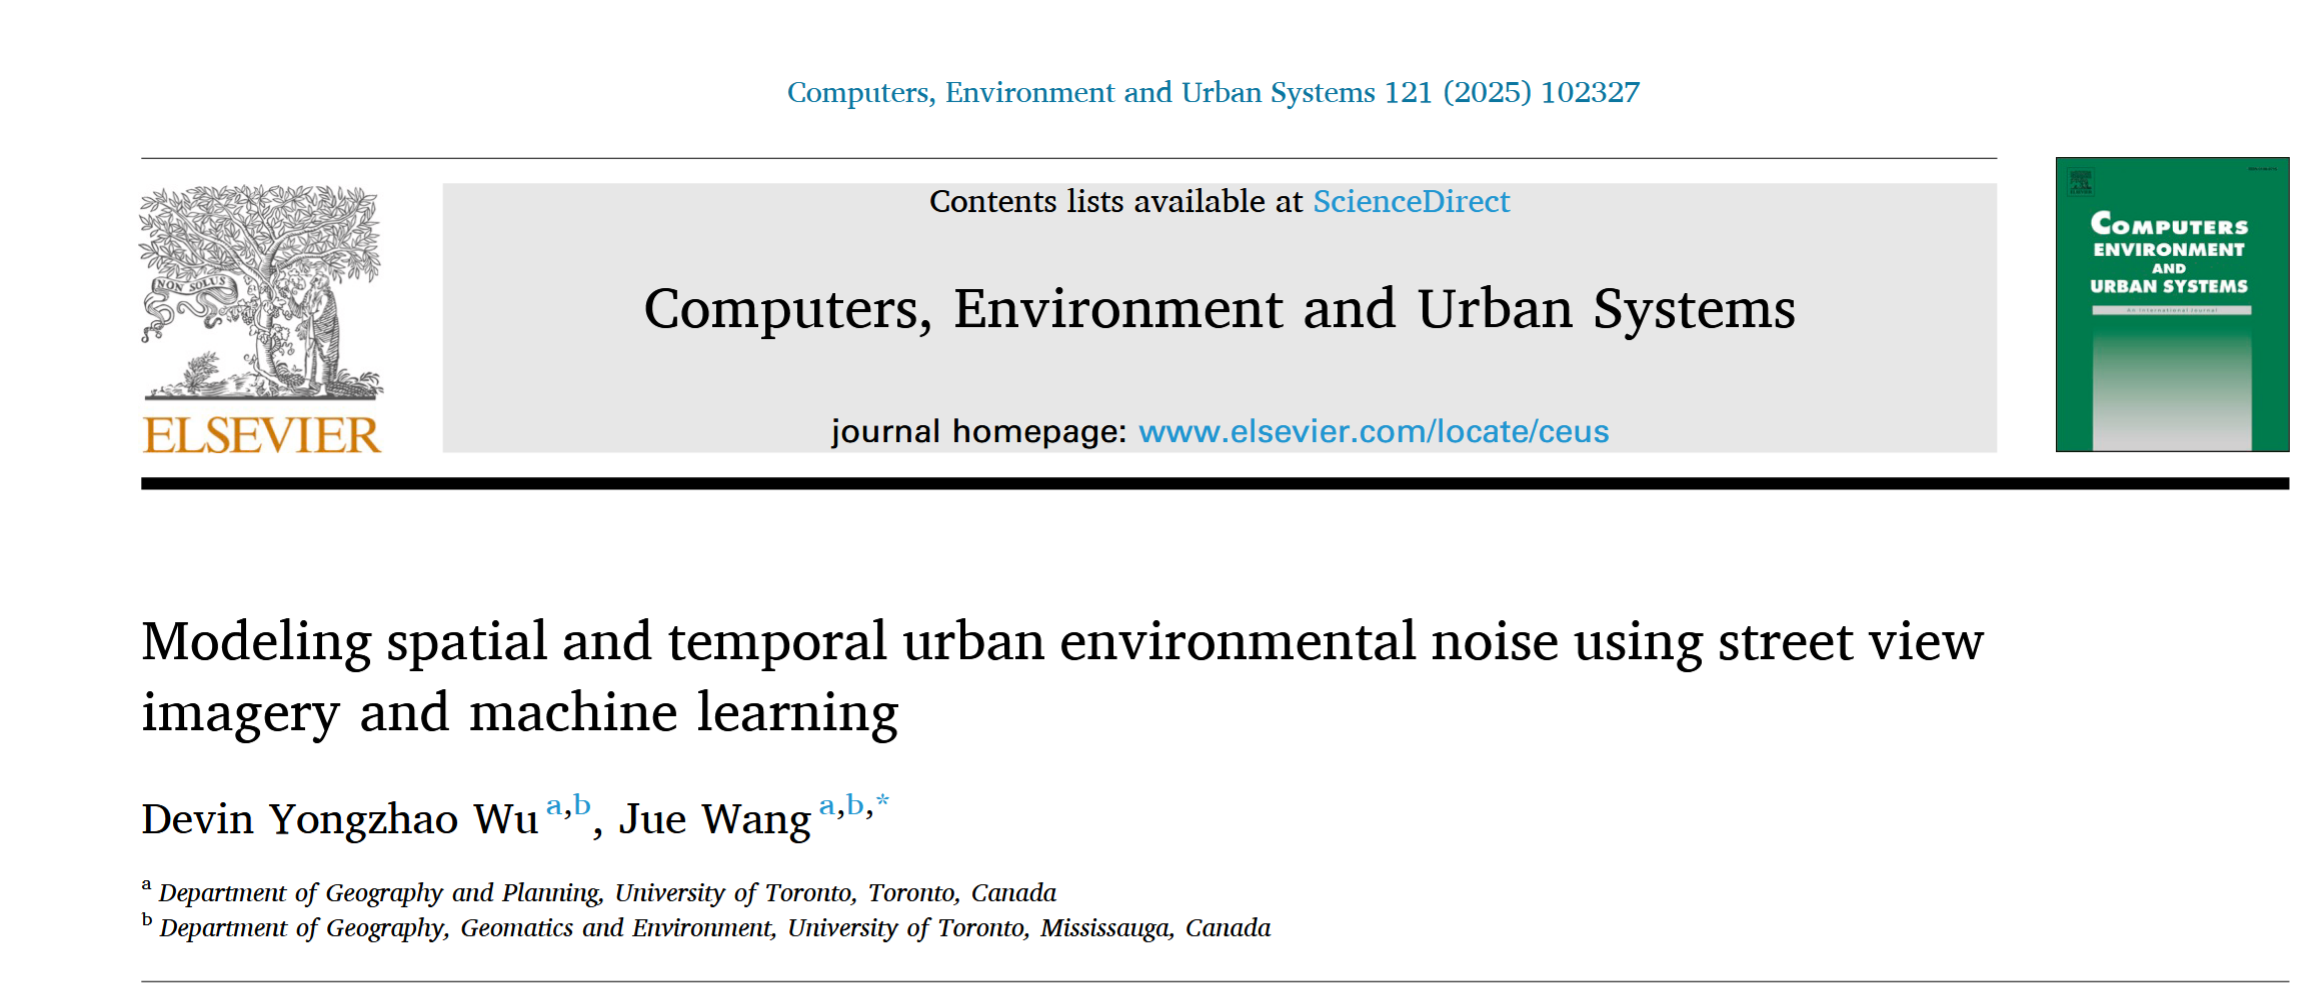 Computers, Environment and Urban Systems 121 (2025) 102327
Contents lists available at ScienceDirect
Computers, Environment and Urban Systems
journal homepage: www.elsevier.com/locate/ceus
NON SOLUS
ELSEVIER
COMPUTERS
ENVIRONMENT
AND
URBAN SYSTEMS
An International Journal
Modeling spatial and temporal urban environmental noise using street view
imagery and machine learning
Devin Yongzhao Wu a,b, Jue Wang a,b,*
a Department of Geography and Planning, University of Toronto, Toronto, Canada
b Department of Geography, Geomatics and Environment, University of Toronto, Mississauga, Canada